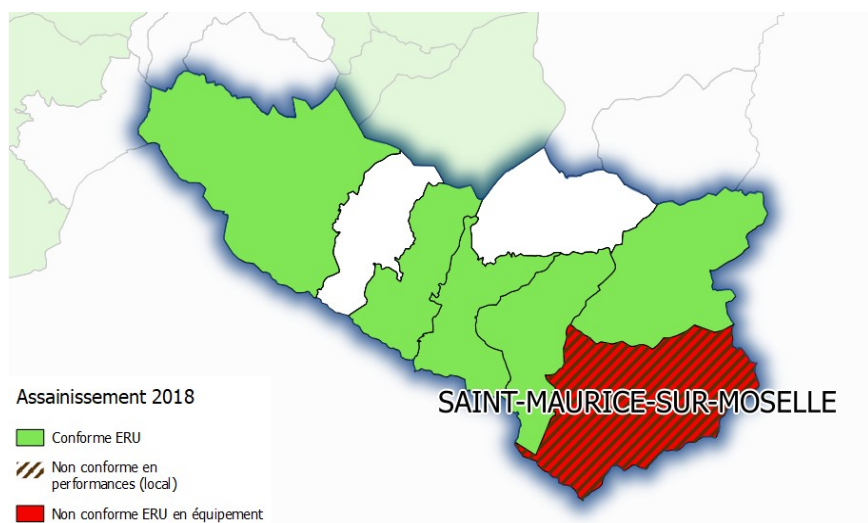 SAINT-MAURICE-SUR-MOSELLE
Assainissement 2018
Conforme ERU
Non conforme en
performances (local)
Non conforme ERU en équipement